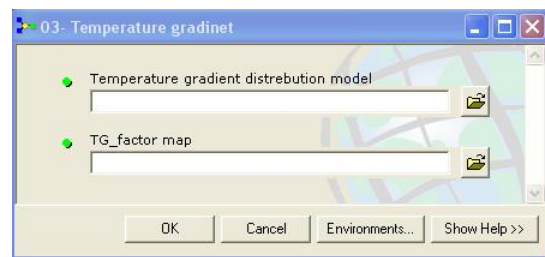 03- Temperature gradinet
Temperature gradient distrebution model
TG_factor map
OK Cancel Environments... Show Help >>